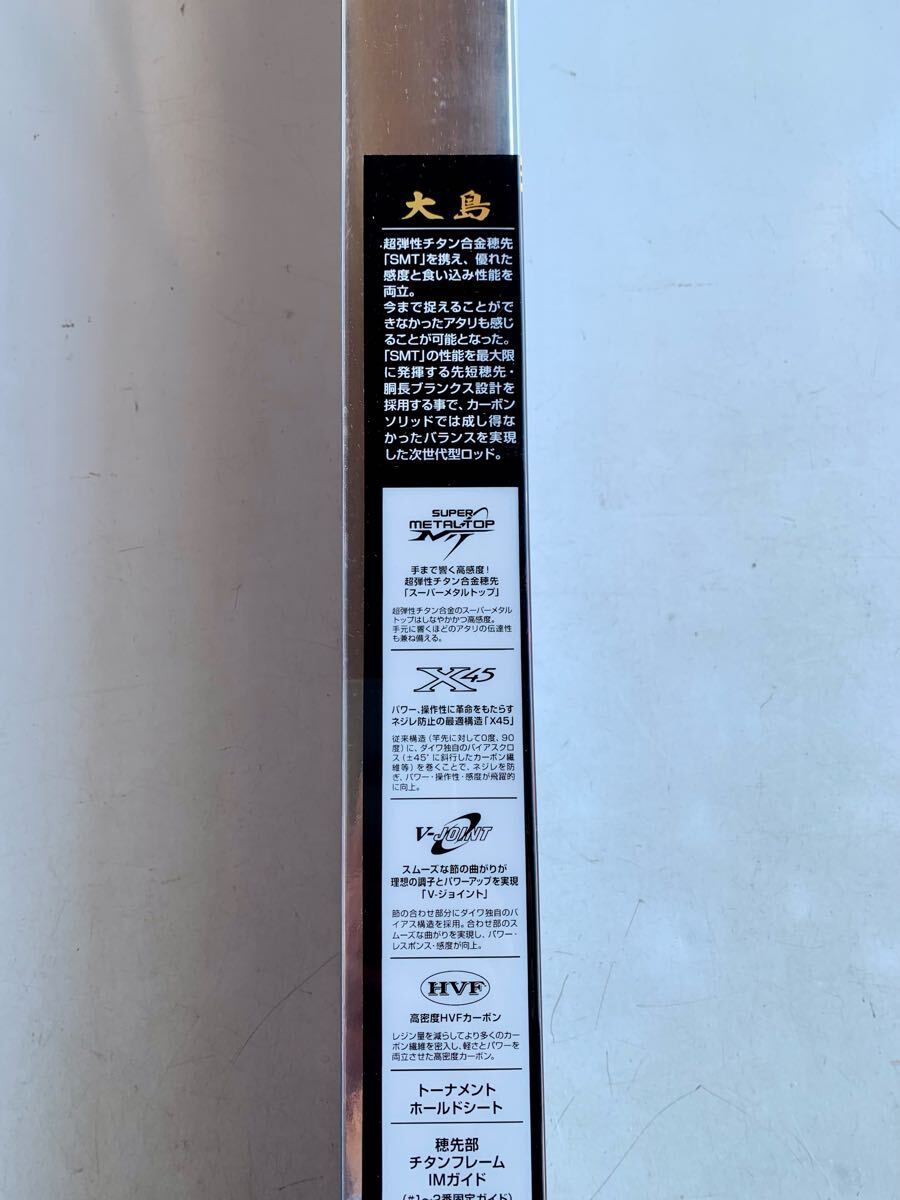 大島
超弾性チタン合金穂先
「SMT」を携え、優れた
感度と食い込み性能を
両立。
今まで捉えることがで
きなかったアタリも感じ
ることが可能となった。
「SMT」の性能を最大限
に発揮する先短穂先・
胴長ブランクス設計を
採用する事で、カーボン
ソリッドでは成し得な
かったバランスを実現
した次世代型ロッド。
SUPER
METAL・TOP
MT
手まで響く高感度!
超弾性チタン合金穂先
「スーパーメタルトップ」
超弾性チタン合金のスーパーメタル
トップはしなやかかつ高感度。
手元に響くほどのアタリの伝達性
も兼ね備える。
X45
パワー、操作性に革命をもたらす
ネジレ防止の最適構造「X45」
従来構造(竿先に対して0度、90
度)に、ダイワ独自のバイアスクロ
ス(±45°に斜行したカーボン繊
維等)を巻くことで、ネジレを防
ぎ、パワー・操作性・感度が飛躍的
に向上。
V-JOINT
スムーズな節の曲がりが
理想の調子とパワーアップを実現
「V-ジョイント」
節の合わせ部分にダイワ独自のバ
イアス構造を採用。合わせ部のス
ムーズな曲がりを実現し、パワー・
レスポンス・感度が向上。
HVF
高密度HVFカーボン
レジン量を減らしてより多くのカー
ボン繊維を密入し、軽さとパワーを
両立させた高密度カーボン。
トーナメント
ホールドシート
穂先部
チタンフレーム
IMガイド
(#1～2番固定ガイド)